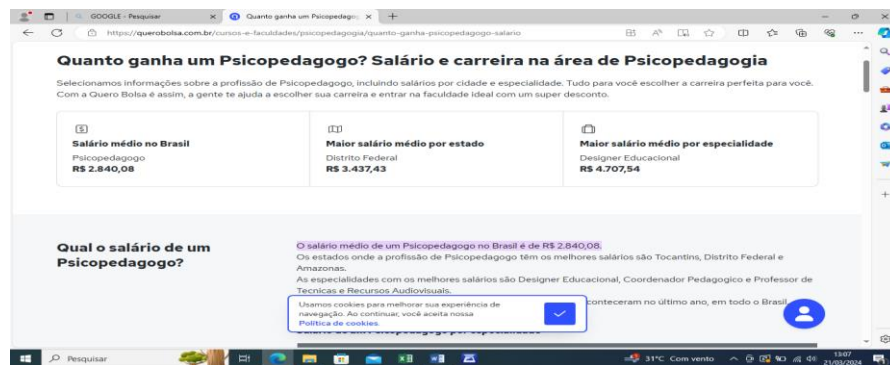 GOOGLE - Pesquisar
Quanto ganha um Psicopedagog
https://querobolsa.com.br/cursos-e-faculdades/psicopedagogia/quanto-ganha-psicopedagogo-salario
Quanto ganha um Psicopedagogo? Salário e carreira na área de Psicopedagogia
Selecionamos informações sobre a profissão de Psicopedagogo, incluindo salários por cidade e especialidade. Tudo para você escolher a carreira perfeita para você.
Com a Quero Bolsa é assim, a gente te ajuda a escolher sua carreira e entrar na faculdade ideal com um super desconto.
Salário médio no Brasil
Psicopedagogo
R$ 2.840,08
Maior salário médio por estado
Distrito Federal
R$ 3.437,43
Maior salário médio por especialidade
Designer Educacional
R$ 4.707,54
Qual o salário de um
Psicopedagogo?
O salário médio de um Psicopedagogo no Brasil é de R$ 2.840,08.
Os estados onde a profissão de Psicopedagogo têm os melhores salários são Tocantins, Distrito Federal e
Amazonas.
As especialidades com os melhores salários são Designer Educacional, Coordenador Pedagogico e Professor de
Tecnicas e Recursos Audiovisuais.
conteceram no último ano, em todo o Brasil
Usamos cookies para melhorar sua experiência de
navegação. Ao continuar, você aceita nossa
Política de cookies.
Pesquisar
31°C Com vento
13:07
21/03/2024